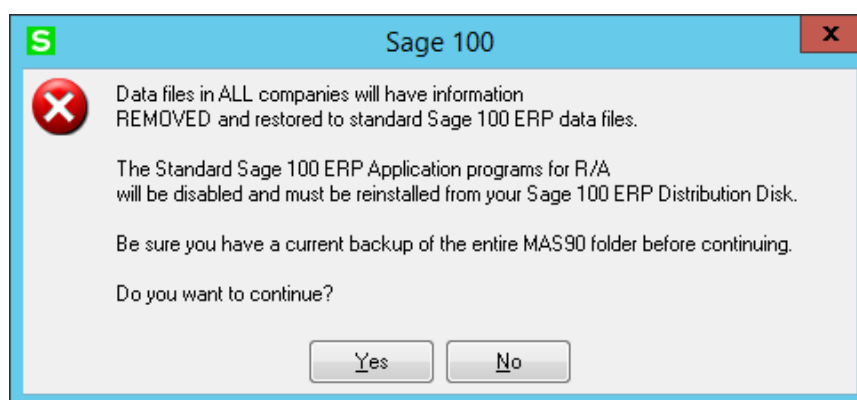 S
Sage 100
x
Data files in ALL companies will have information
REMOVED and restored to standard Sage 100 ERP data files.
The Standard Sage 100 ERP Application programs for R/A
will be disabled and must be reinstalled from your Sage 100 ERP Distribution Disk.
Be sure you have a current backup of the entire MAS90 folder before continuing.
Do you want to continue?
Yes
No